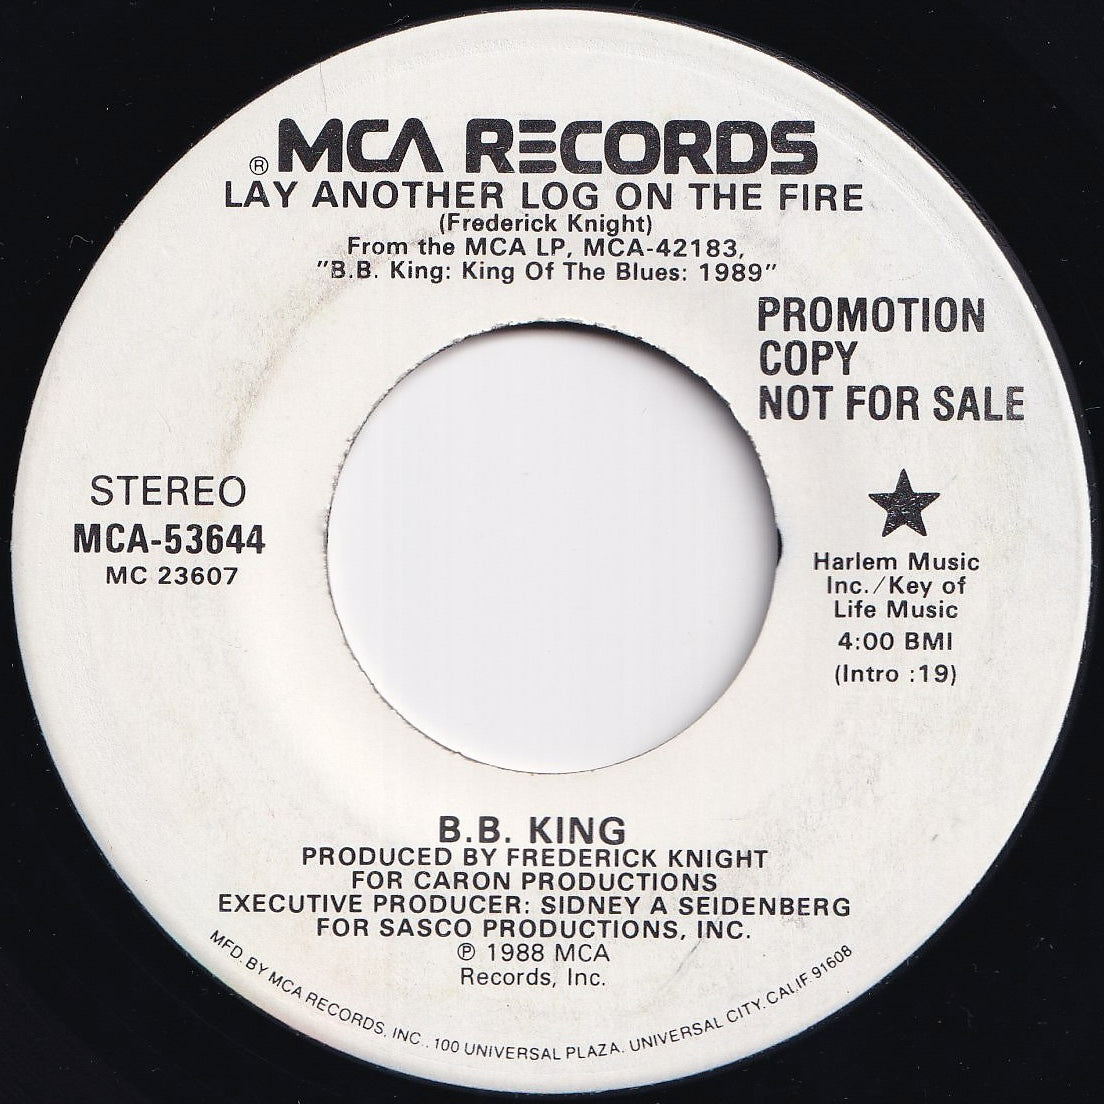 ® MCA RECORDS
LAY ANOTHER LOG ON THE FIRE
(Frederick Knight)
From the MCA LP, MCA-42183,
"B.B. King: King Of The Blues: 1989"
PROMOTION
COPY
NOT FOR SALE
STEREO
MCA-53644
MC 23607
Harlem Music
Inc./Key of
Life Music
4:00 BMI
(Intro :19)
B.B. KING
PRODUCED BY FREDERICK KNIGHT
FOR CARON PRODUCTIONS
EXECUTIVE PRODUCER: SIDNEY A SEIDENBERG
FOR SASCO PRODUCTIONS, INC.
℗ 1988 MCA
Records, Inc.
MFD. BY MCA RECORDS, INC., 100 UNIVERSAL PLAZA. UNIVERSAL CITY. CALIF. 91608